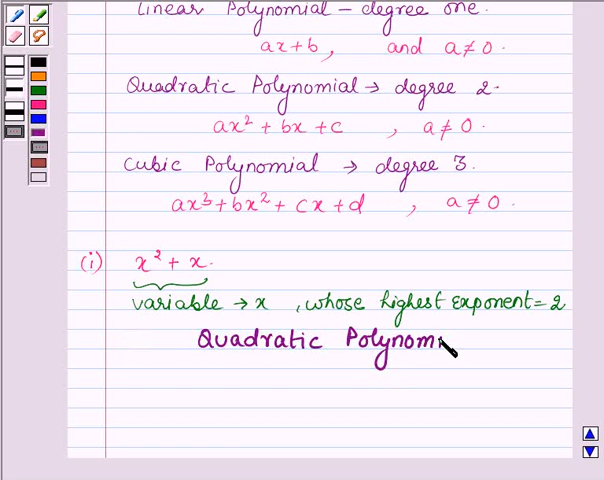 Linear Polynomial – degree one.
ax+b, and a≠0.
Quadratic Polynomial → degree 2.
ax² + bx + c , a≠0.
Cubic Polynomial → degree 3.
ax³ + bx² + cx + d , a≠0.
(i) x² + x.
variable → x , whose highest exponent = 2
Quadratic Polynomi